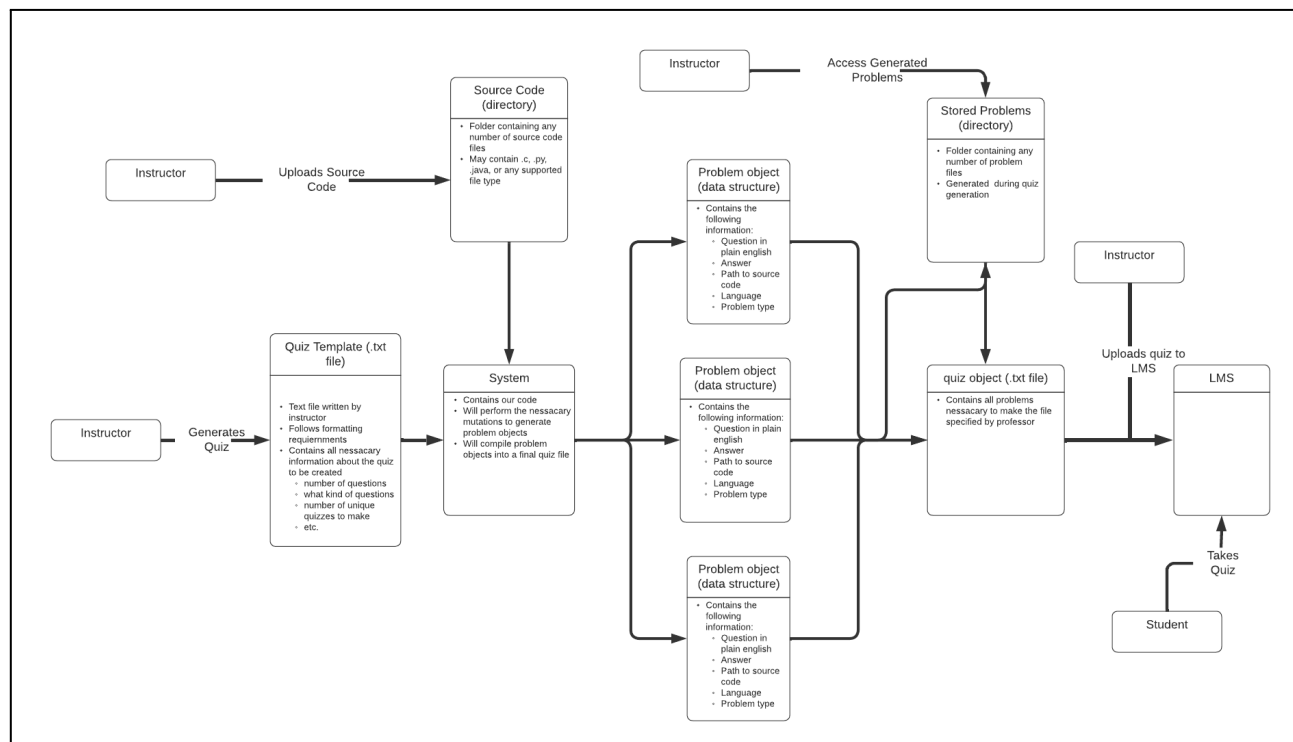 Instructor
Access Generated
Problems
Source Code
(directory)
• Folder containing any
number of source code
files
• May contain .c, .py,
.java, or any supported
file type
Stored Problems
(directory)
• Folder containing any
number of problem
files
• Generated during quiz
generation
Instructor
Uploads Source
Code
Problem object
(data structure)
• Contains the
following
information:
◦ Question in
plain english
◦ Answer
◦ Path to source
code
◦ Language
◦ Problem type
Instructor
Uploads quiz to
LMS
Quiz Template (.txt
file)
• Text file written by
instructor
• Follows formatting
requiernments
• Contains all nessacary
information about the quiz
to be created
◦ number of questions
◦ what kind of questions
◦ number of unique
quizzes to make
◦ etc.
System
• Contains our code
• Will perform the nessacary
mutations to generate
problem objects
• Will compile problem
objects into a final quiz file
Problem object
(data structure)
• Contains the
following information:
◦ Question in plain
english
◦ Answer
◦ Path to source
code
◦ Language
◦ Problem type
quiz object (.txt file)
• Contains all problems
nessacary to make the file
specified by professor
LMS
Instructor
Generates
Quiz
Problem object
(data structure)
• Contains the
following
information:
◦ Question in
plain english
◦ Answer
◦ Path to source
code
◦ Language
◦ Problem type
Takes
Quiz
Student